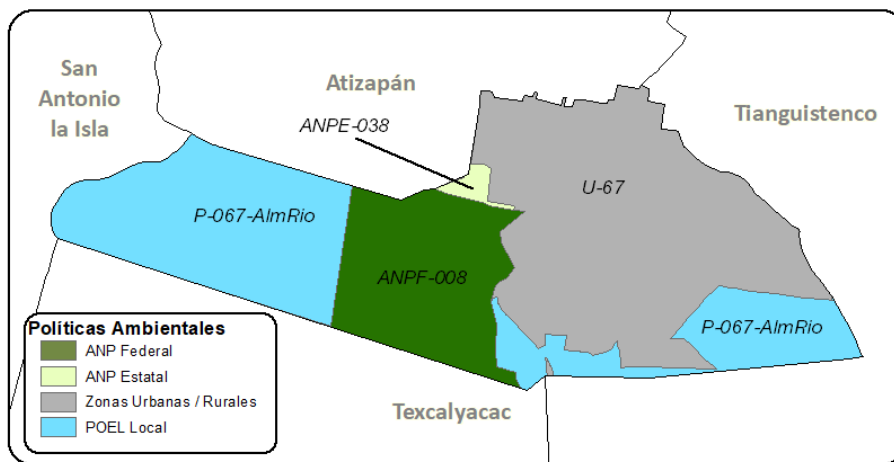 San
Antonio
la Isla
Atizapán
Tianguistenco
ANPE-038
U-67
P-067-AlmRio
ANPF-008
P-067-AlmRio
Texcalyacac
Políticas Ambientales
ANP Federal
ANP Estatal
Zonas Urbanas / Rurales
POEL Local